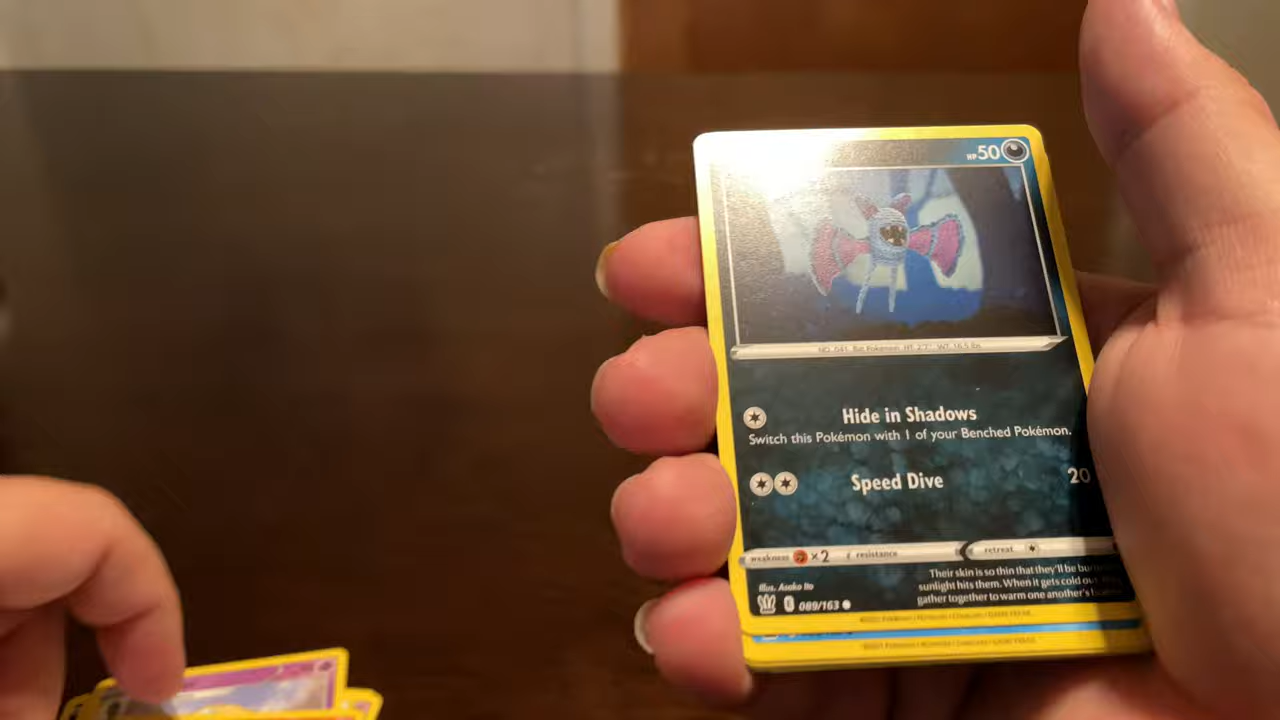 HP 50
NO. 041 Bat Pokémon HT: 2'7" WT: 16.5 lbs
Hide in Shadows
Switch this Pokémon with 1 of your Benched Pokémon.
Speed Dive 20
weakness ×2 resistance retreat
Illus. Asako Ito
089/163
Their skin is so thin that they'll be
sunlight hits them. When it gets cold
gather together to warm one another's